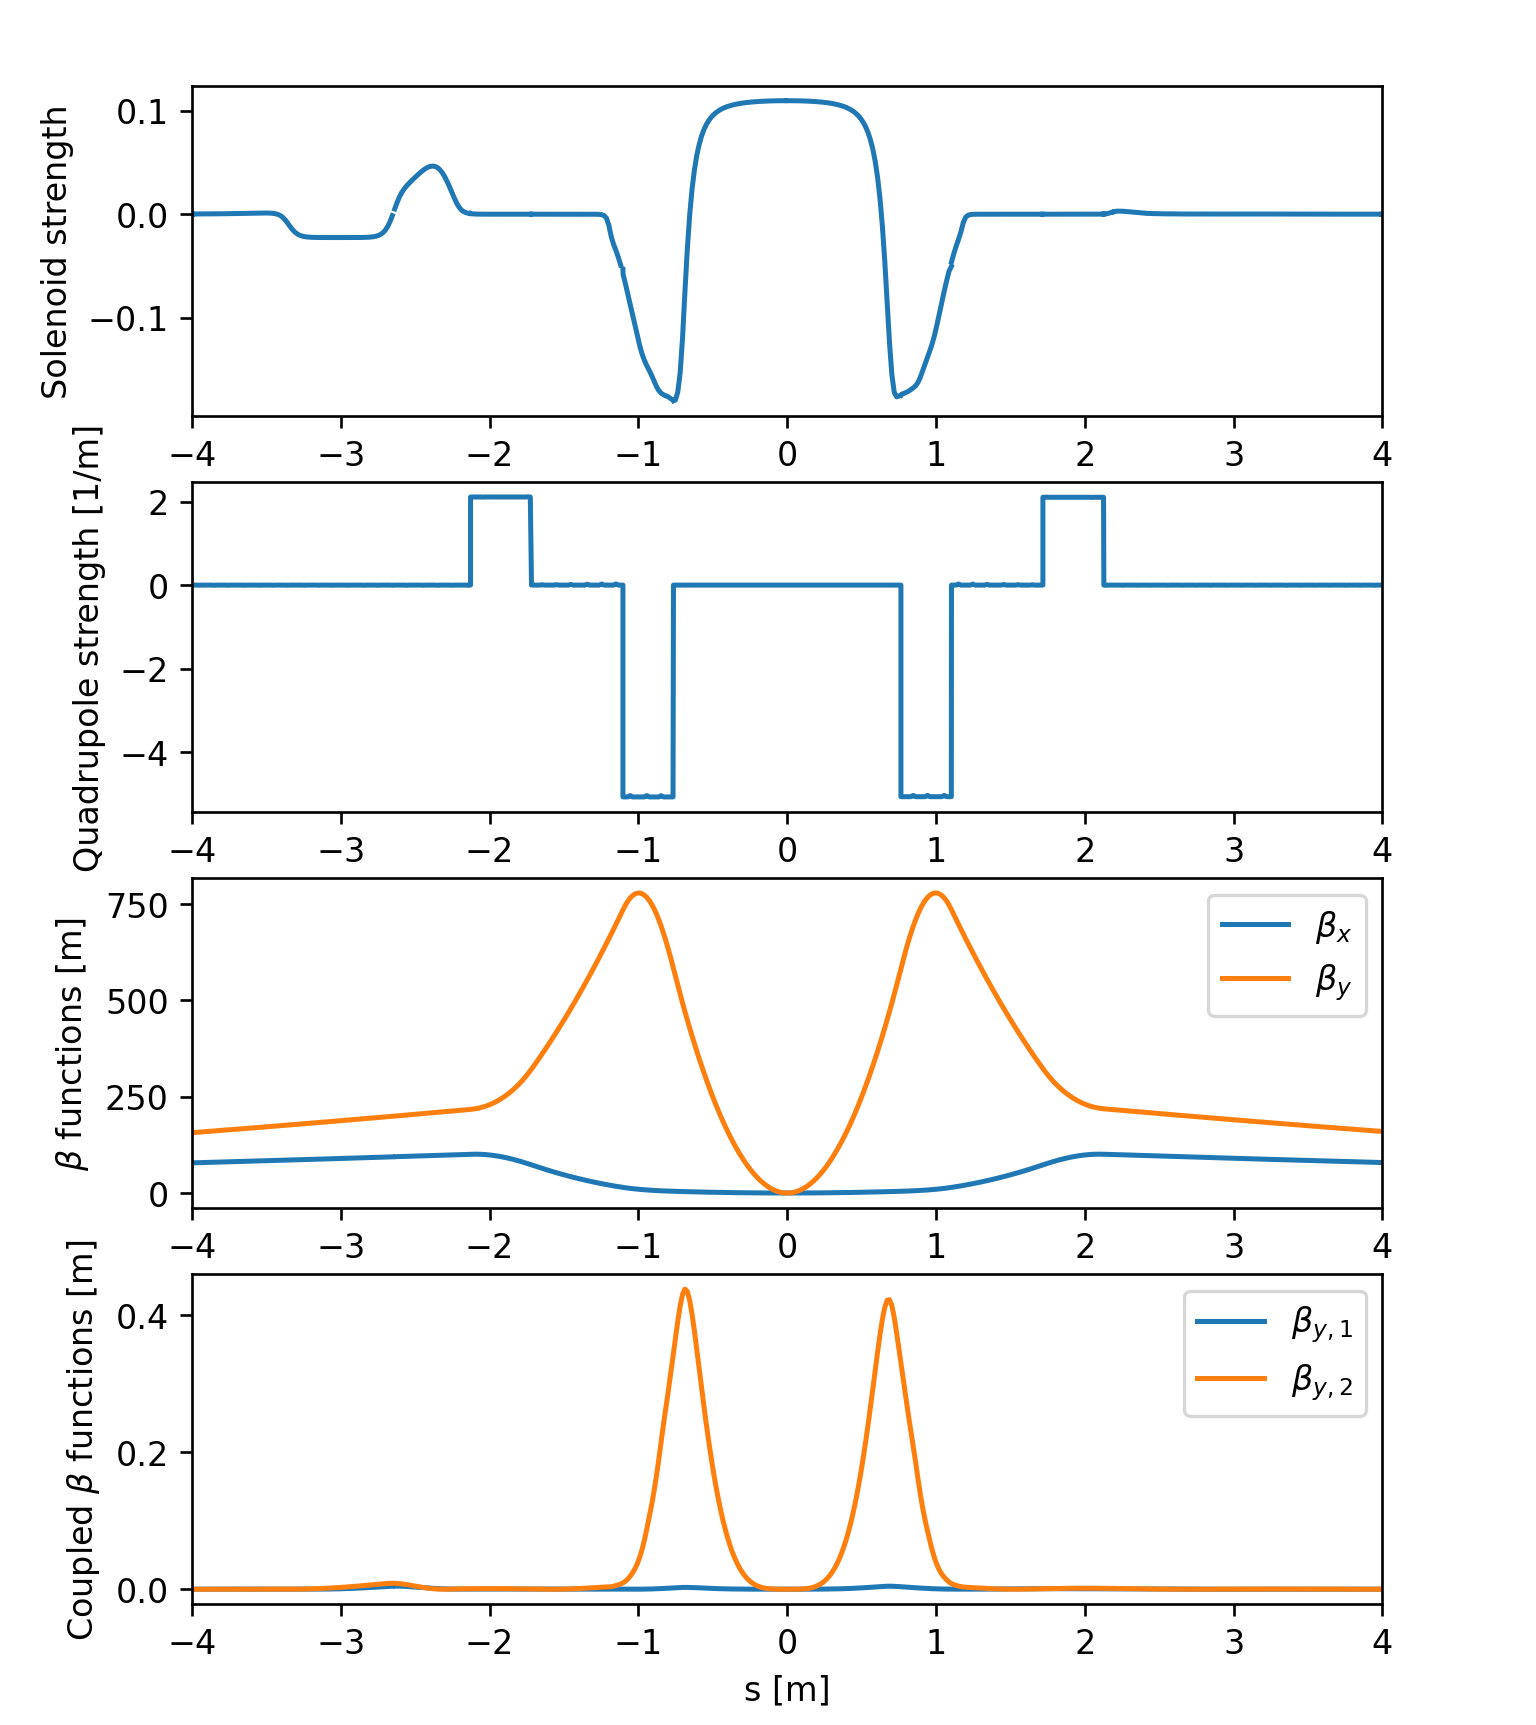 Solenoid strength
0.1
0.0
−0.1
−4 −3 −2 −1 0 1 2 3 4
Quadrupole strength [1/m]
2
0
−2
−4
−4 −3 −2 −1 0 1 2 3 4
β functions [m]
750
500
250
0
βx
βy
−4 −3 −2 −1 0 1 2 3 4
Coupled β functions [m]
0.4
0.2
0.0
βy, 1
βy, 2
−4 −3 −2 −1 0 1 2 3 4
s [m]